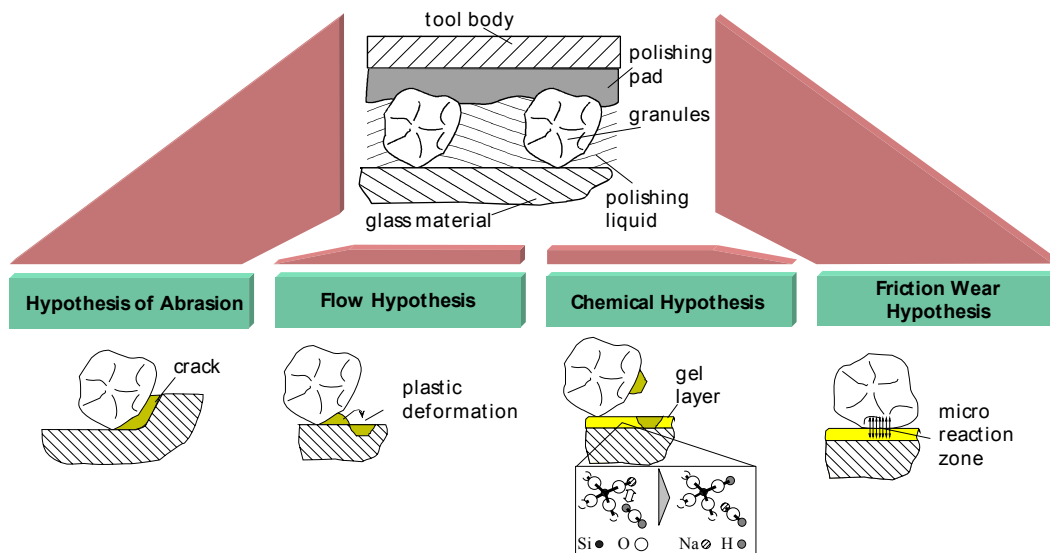 tool body
polishing
pad
granules
polishing
liquid
glass material
Hypothesis of Abrasion
Flow Hypothesis
Chemical Hypothesis
Friction Wear
Hypothesis
crack
plastic
deformation
gel
layer
micro
reaction
zone
Si O Na H